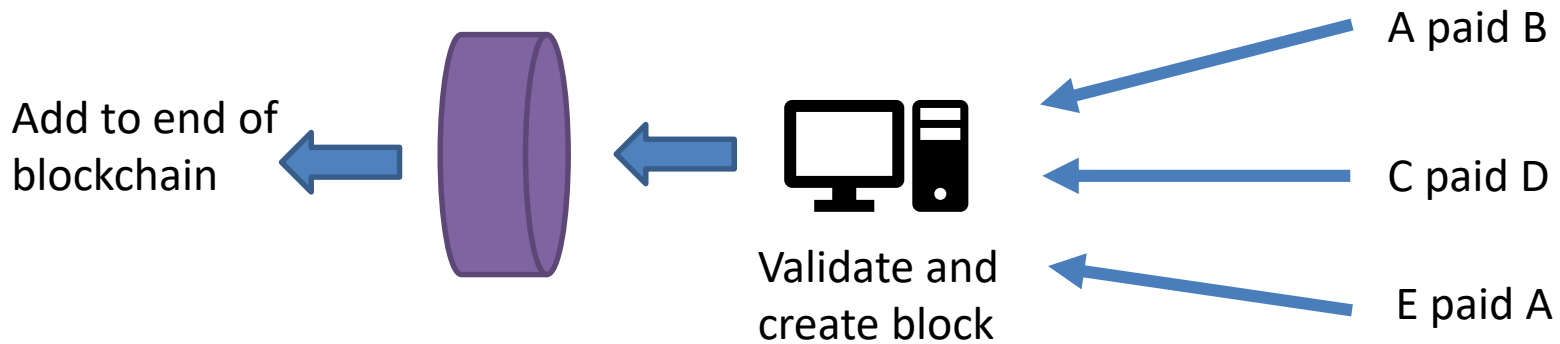 Add to end of
blockchain
Validate and
create block
A paid B
C paid D
E paid A